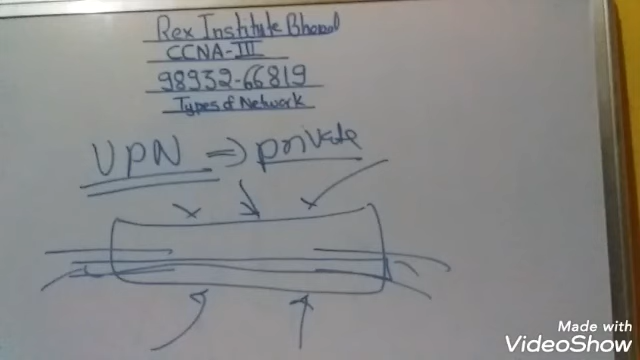 Rex Institute Bhopal
CCNA-III
98932-66819
Types of Network
VPN => private
Made with
VideoShow